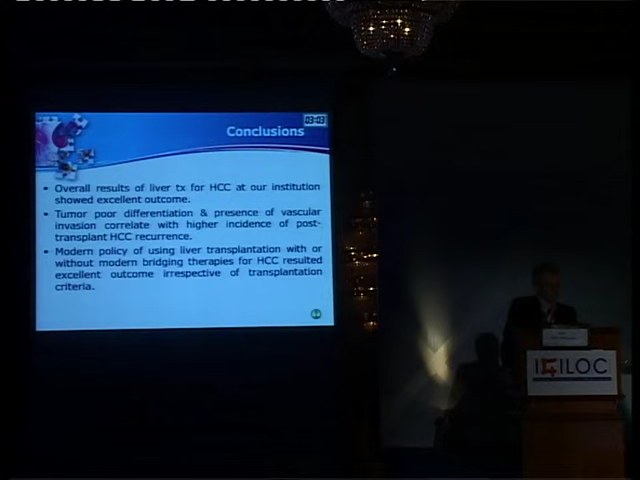 03:03
Conclusions
• Overall results of liver tx for HCC at our institution
showed excellent outcome.
• Tumor poor differentiation & presence of vascular
invasion correlate with higher incidence of post-
transplant HCC recurrence.
• Modern policy of using liver transplantation with or
without modern bridging therapies for HCC resulted
excellent outcome irrespective of transplantation
criteria.